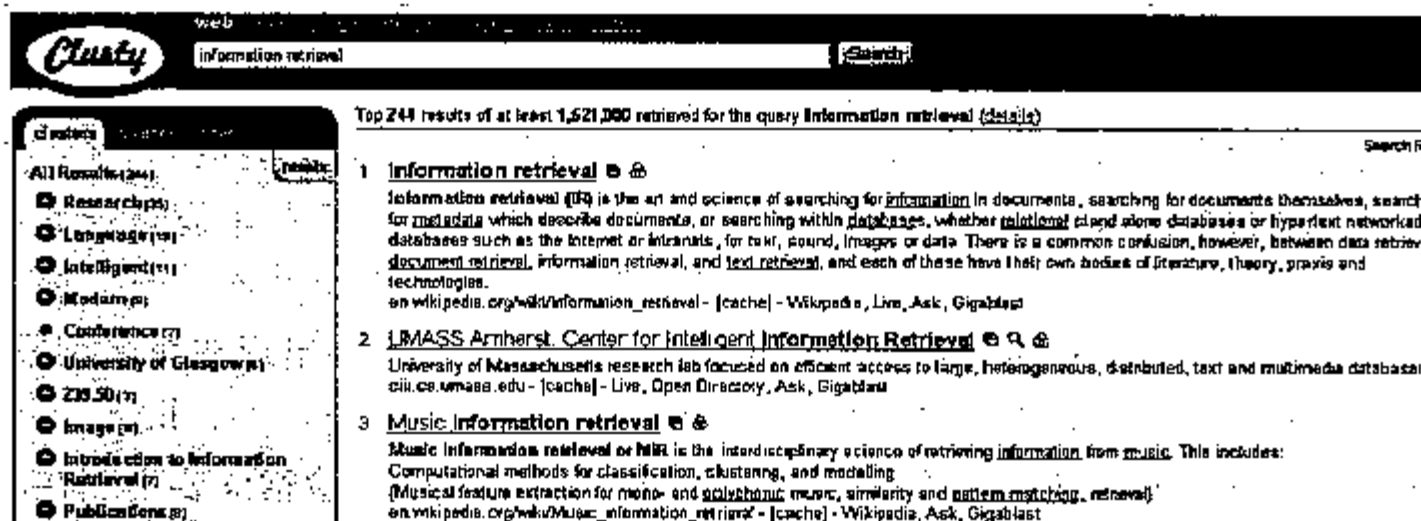 web
Clusty
information retrieval
Search
Top 244 results of at least 1,521,000 retrieved for the query Information retrieval (details)
clusters
Search R
All Results (244)
Research
Language
Intelligent
Modern
Conference
University of Glasgow
Z39.50
Image
Introduction to Information
Retrieval
Publications
1 Information retrieval
Information retrieval (IR) is the art and science of searching for information in documents, searching for documents themselves, search
for metadata which describe documents, or searching within databases, whether relational stand alone databases or hypertext networked
databases such as the Internet or intranets, for text, sound, images or data. There is a common confusion, however, between data retriev
document retrieval, information retrieval, and text retrieval, and each of these have their own bodies of literature, theory, praxis and
technologies.
en.wikipedia.org/wiki/Information_retrieval - [cache] - Wikipedia, Live, Ask, Gigablast
2 UMASS Amherst. Center for Intelligent Information Retrieval
University of Massachusetts research lab focused on efficient access to large, heterogeneous, distributed, text and multimedia databases
ciir.cs.umass.edu - [cache] - Live, Open Directory, Ask, Gigablast
3 Music Information retrieval
Music Information retrieval or MIR is the interdisciplinary science of retrieving information from music. This includes:
Computational methods for classification, clustering, and modelling
(Musical feature extraction for mono- and polyphonic music, similarity and pattern matching, retrieval)
en.wikipedia.org/wiki/Music_information_retrieval - [cache] - Wikipedia, Ask, Gigablast